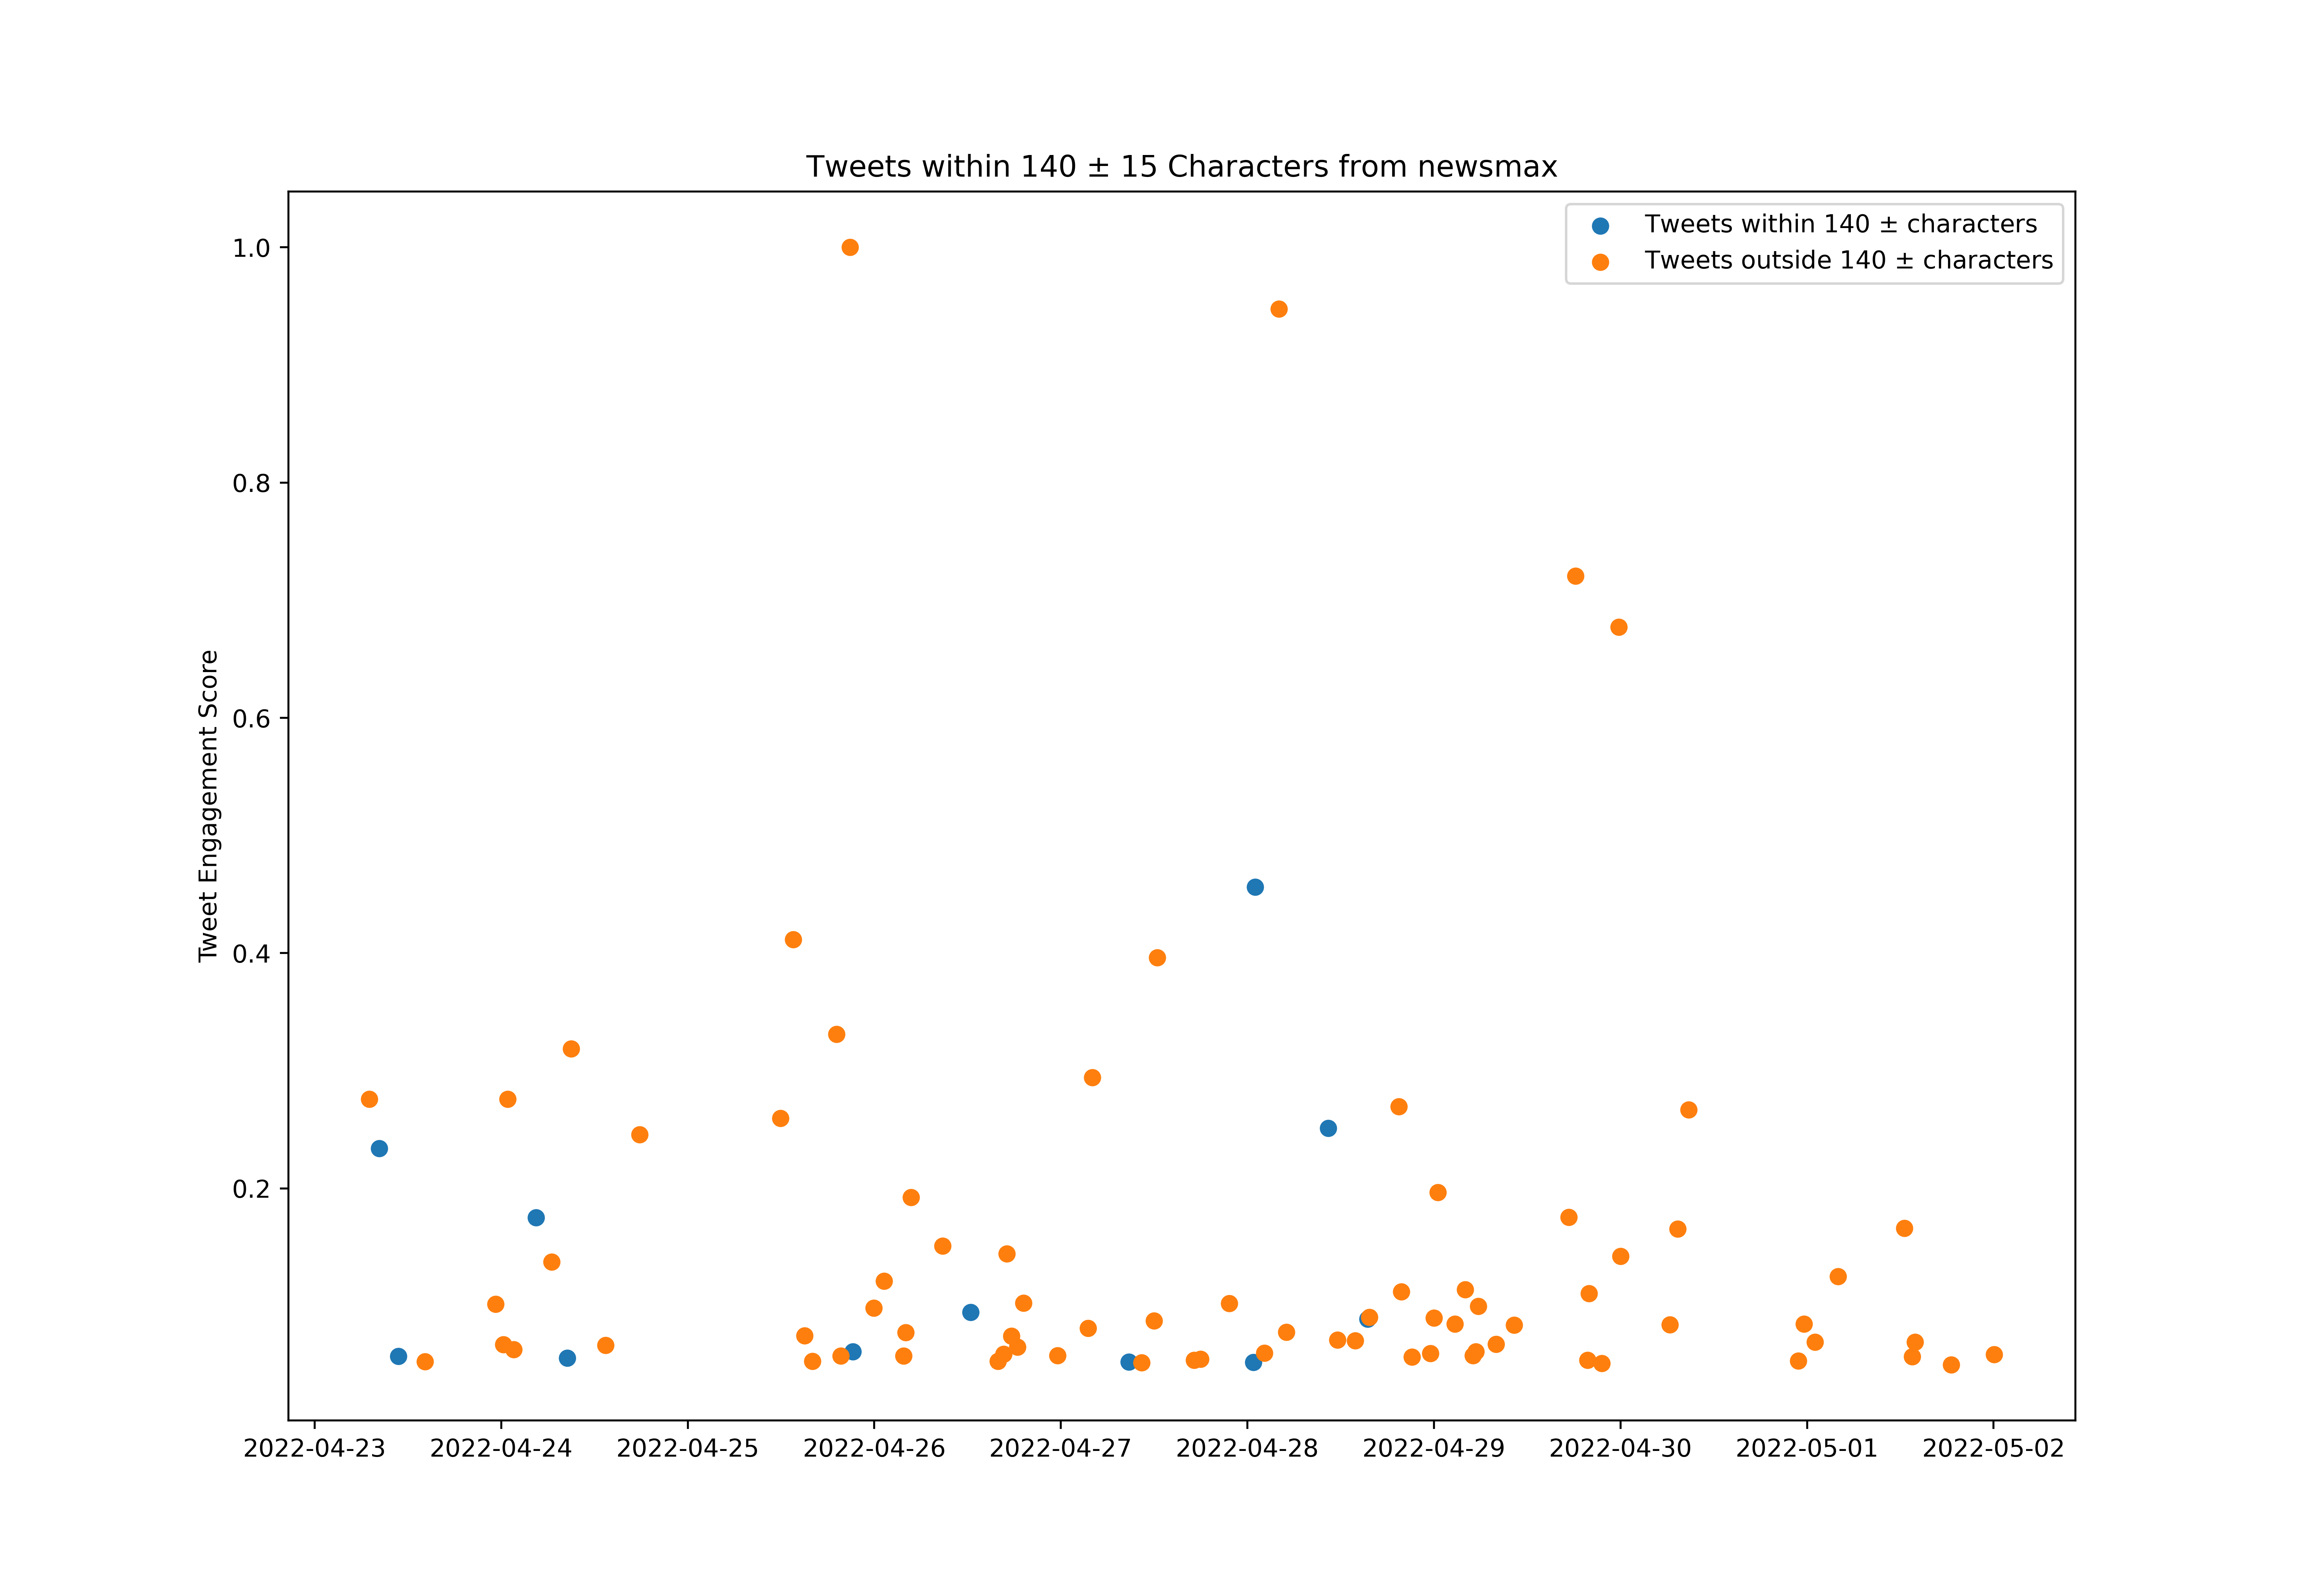 Tweets within 140 ± 15 Characters from newsmax
Tweets within 140 ± characters
Tweets outside 140 ± characters
Tweet Engagement Score
1.0
0.8
0.6
0.4
0.2
2022-04-23 2022-04-24 2022-04-25 2022-04-26 2022-04-27 2022-04-28 2022-04-29 2022-04-30 2022-05-01 2022-05-02